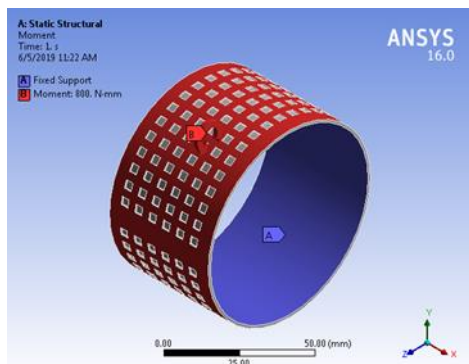 A: Static Structural
Moment
Time: 1. s
6/5/2019 11:22 AM
A Fixed Support
B Moment: 800. N-mm
ANSYS
16.0
B
A
0.00 50.00 (mm)
25.00
Y
Z X